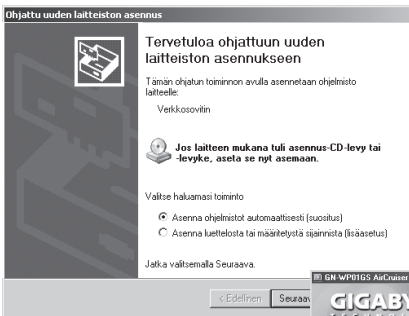 Ohjattu uuden laitteiston asennus
Tervetuloa ohjattuun uuden
laitteiston asennukseen
Tämän ohjatun toiminnon avulla asennetaan ohjelmisto
laitteelle:
Verkkosovitin
Jos laitteen mukana tuli asennus-CD-levy tai
-levyke, aseta se nyt asemaan.
Valitse haluamasi toiminto
Asenna ohjelmistot automaattisesti (suositus)
Asenna luettelosta tai määritetystä sijainnista (lisäasetus)
Jatka valitsemalla Seuraava.
< Edellinen
Seuraav
GN-WP01GS AirCruiser
GIGABY